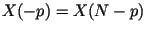 X(-p) = X(N - p)